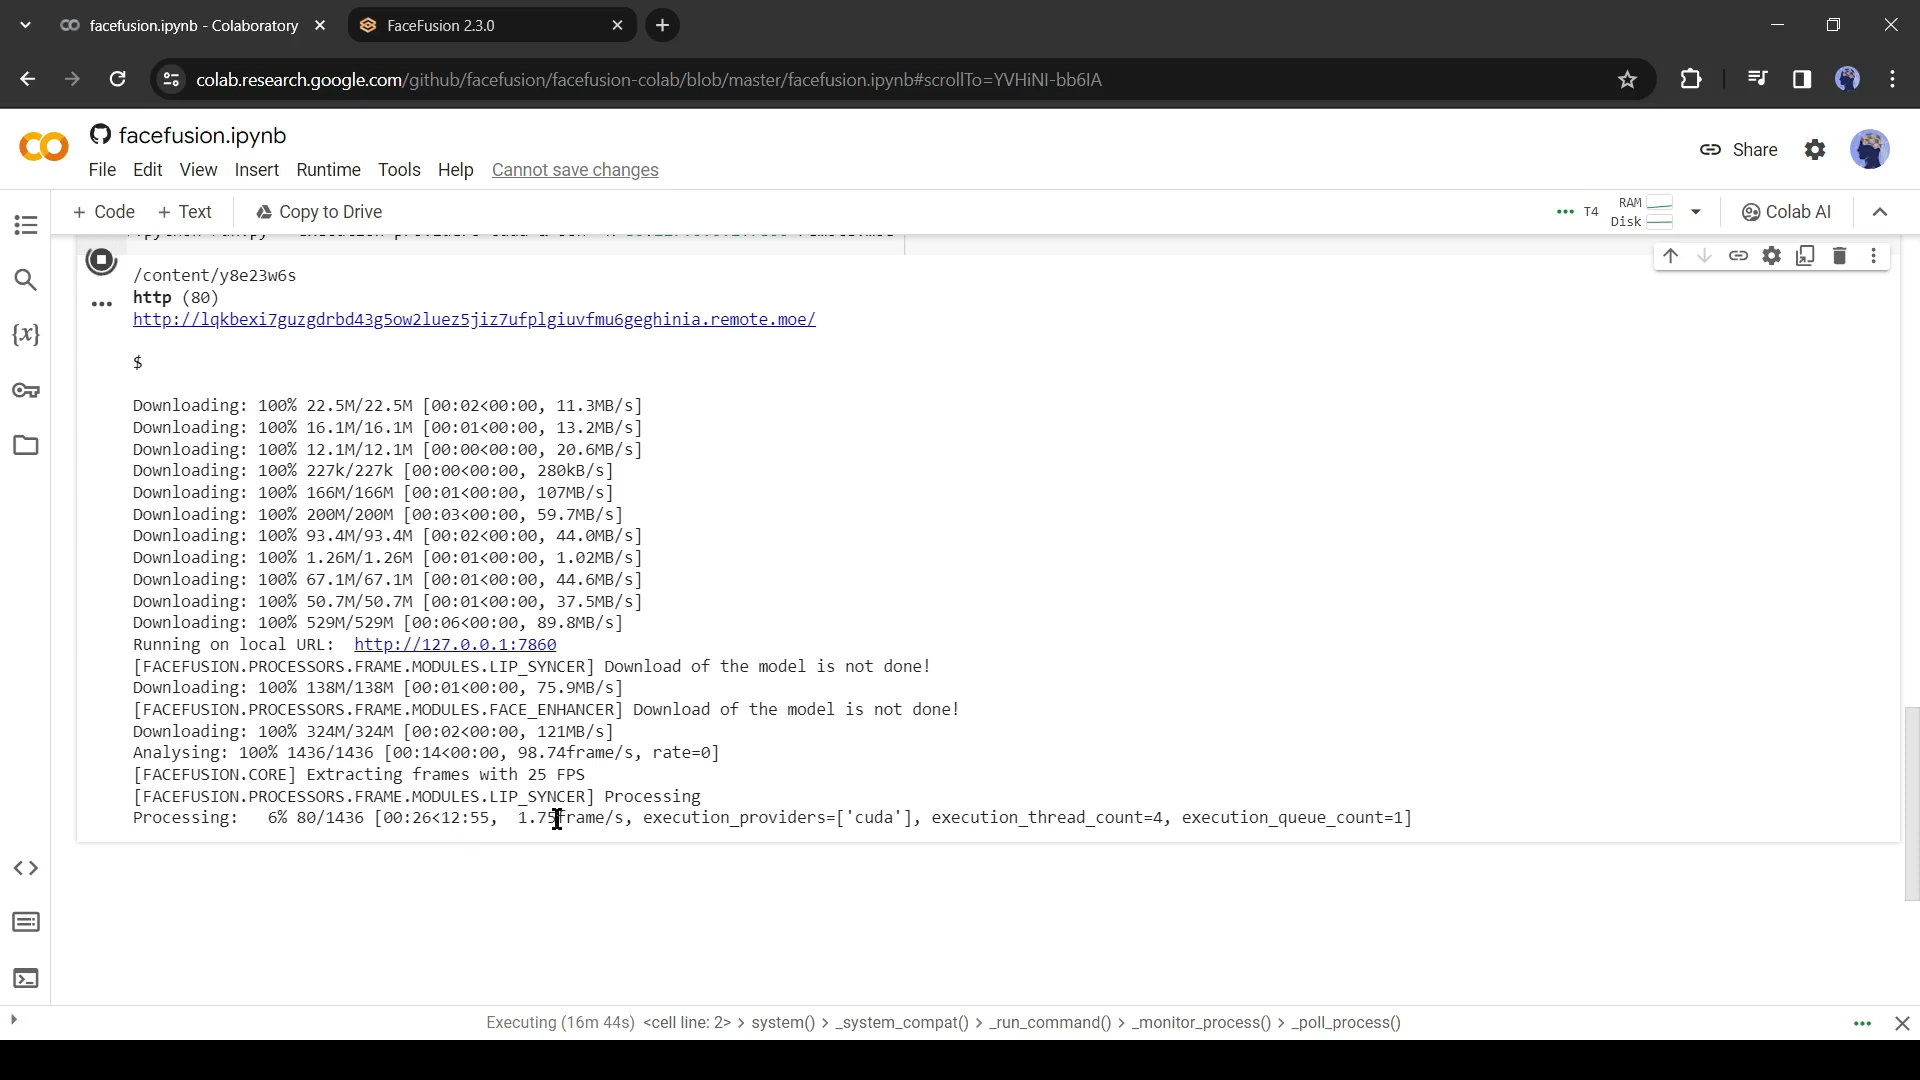 facefusion.ipynb - Colaboratory
FaceFusion 2.3.0
colab.research.google.com/github/facefusion/facefusion-colab/blob/master/facefusion.ipynb#scrollTo=YVHiNI-bb6IA
facefusion.ipynb
Share
File Edit View Insert Runtime Tools Help Cannot save changes
+ Code + Text Copy to Drive
T4 RAM Disk Colab AI
/content/y8e23w6s
http (80)
http://lqkbexi7guzgdrbd43g5ow2luez5jiz7ufplgiuvfmu6geghinia.remote.moe/
$
Downloading: 100% 22.5M/22.5M [00:02<00:00, 11.3MB/s]
Downloading: 100% 16.1M/16.1M [00:01<00:00, 13.2MB/s]
Downloading: 100% 12.1M/12.1M [00:00<00:00, 20.6MB/s]
Downloading: 100% 227k/227k [00:00<00:00, 280kB/s]
Downloading: 100% 166M/166M [00:01<00:00, 107MB/s]
Downloading: 100% 200M/200M [00:03<00:00, 59.7MB/s]
Downloading: 100% 93.4M/93.4M [00:02<00:00, 44.0MB/s]
Downloading: 100% 1.26M/1.26M [00:01<00:00, 1.02MB/s]
Downloading: 100% 67.1M/67.1M [00:01<00:00, 44.6MB/s]
Downloading: 100% 50.7M/50.7M [00:01<00:00, 37.5MB/s]
Downloading: 100% 529M/529M [00:06<00:00, 89.8MB/s]
Running on local URL: http://127.0.0.1:7860
[FACEFUSION.PROCESSORS.FRAME.MODULES.LIP_SYNCER] Download of the model is not done!
Downloading: 100% 138M/138M [00:01<00:00, 75.9MB/s]
[FACEFUSION.PROCESSORS.FRAME.MODULES.FACE_ENHANCER] Download of the model is not done!
Downloading: 100% 324M/324M [00:02<00:00, 121MB/s]
Analysing: 100% 1436/1436 [00:14<00:00, 98.74frame/s, rate=0]
[FACEFUSION.CORE] Extracting frames with 25 FPS
[FACEFUSION.PROCESSORS.FRAME.MODULES.LIP_SYNCER] Processing
Processing: 6% 80/1436 [00:26<12:55, 1.75frame/s, execution_providers=['cuda'], execution_thread_count=4, execution_queue_count=1]
Executing (16m 44s) <cell line: 2> > system() > _system_compat() > _run_command() > _monitor_process() > _poll_process()